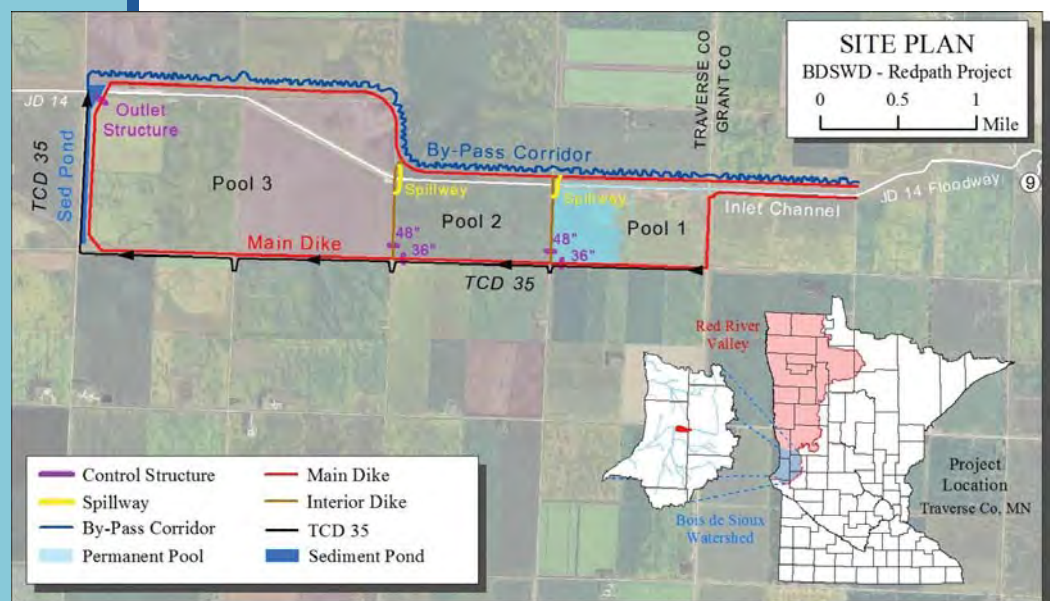 SITE PLAN
BDSWD - Redpath Project
0 0.5 1
Mile
TRAVERSE CO
GRANT CO
JD 14
Outlet
Structure
TCD 35
Sed Pond
By-Pass Corridor
Pool 3
Spillway
Spillway
Pool 2
Pool 1
JD 14 Floodway
9
Inlet Channel
Main Dike
48"
36"
48"
36"
TCD 35
Red River
Valley
Project
Location
Traverse Co, MN
Bois de Sioux
Watershed
Control Structure
Main Dike
Spillway
Interior Dike
By-Pass Corridor
TCD 35
Permanent Pool
Sediment Pond